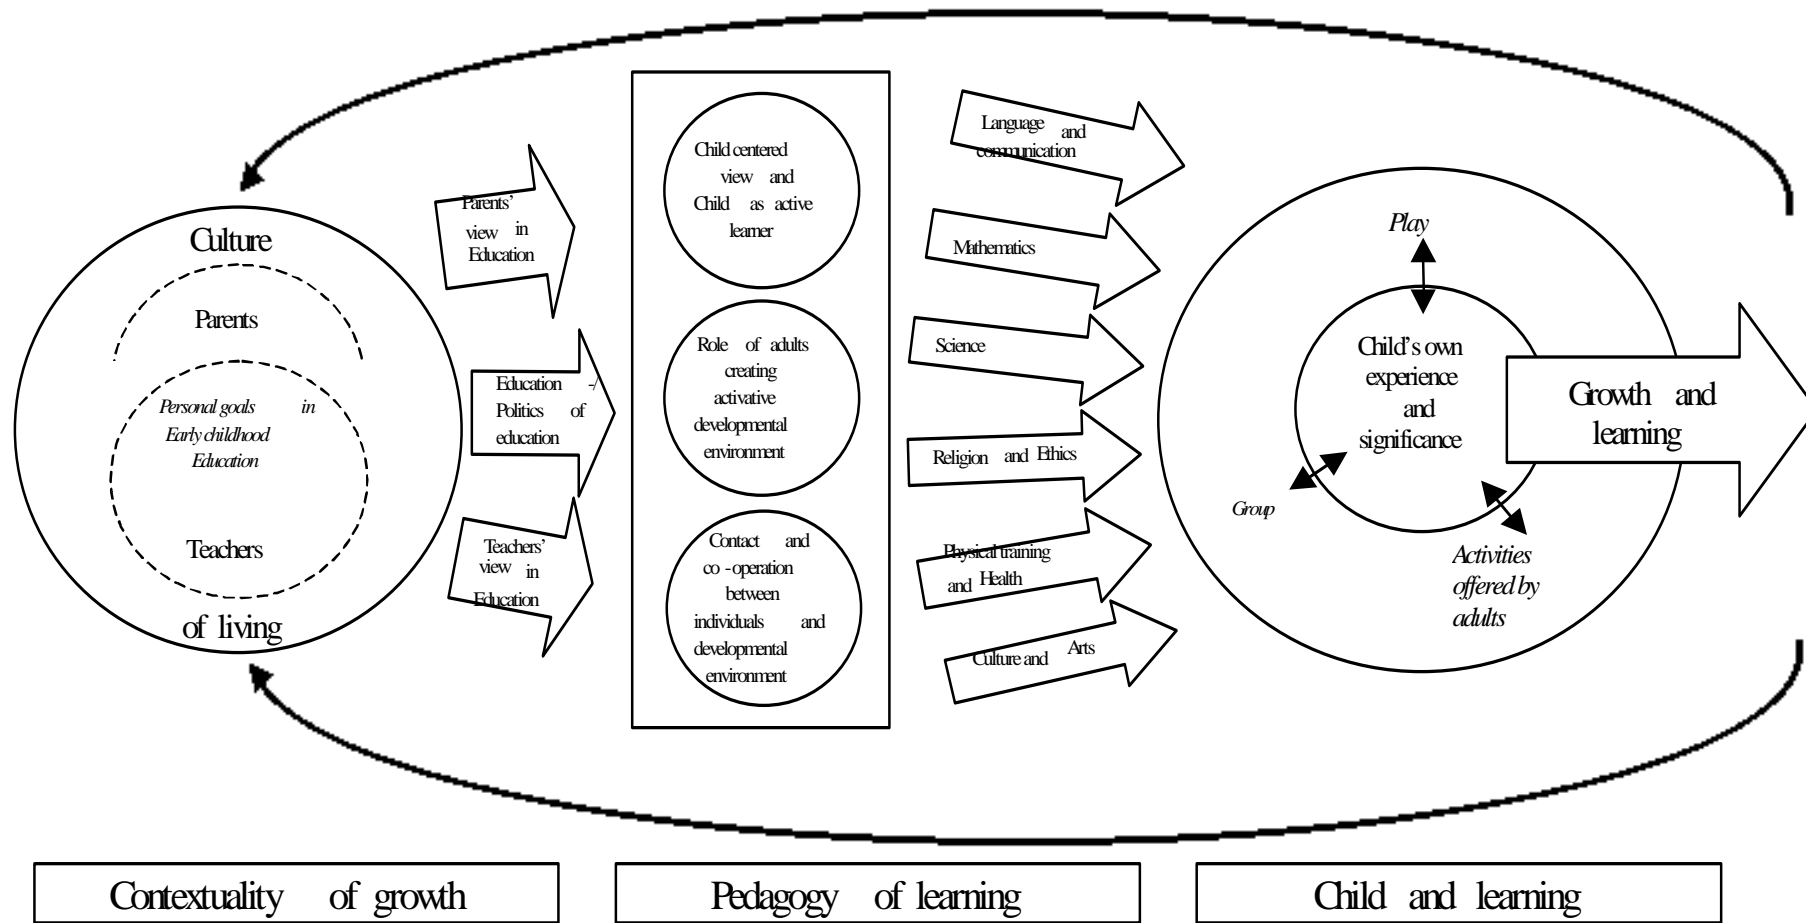 Culture
Parents
Personal goals in
Early childhood
Education
Teachers
of living
Parents’
view in
Education
Education -/
Politics of
education
Teachers’
view in
Education
Child centered
view and
Child as active
learner
Role of adults
creating
activative
developmental
environment
Contact and
co -operation
between
individuals and
developmental
environment
Language and
communication
Mathematics
Science
Religion and Ethics
Physical training
and Health
Culture and Arts
Play
Child’s own
experience
and
significance
Group
Activities
offered by
adults
Growth and
learning
Contextuality of growth
Pedagogy of learning
Child and learning